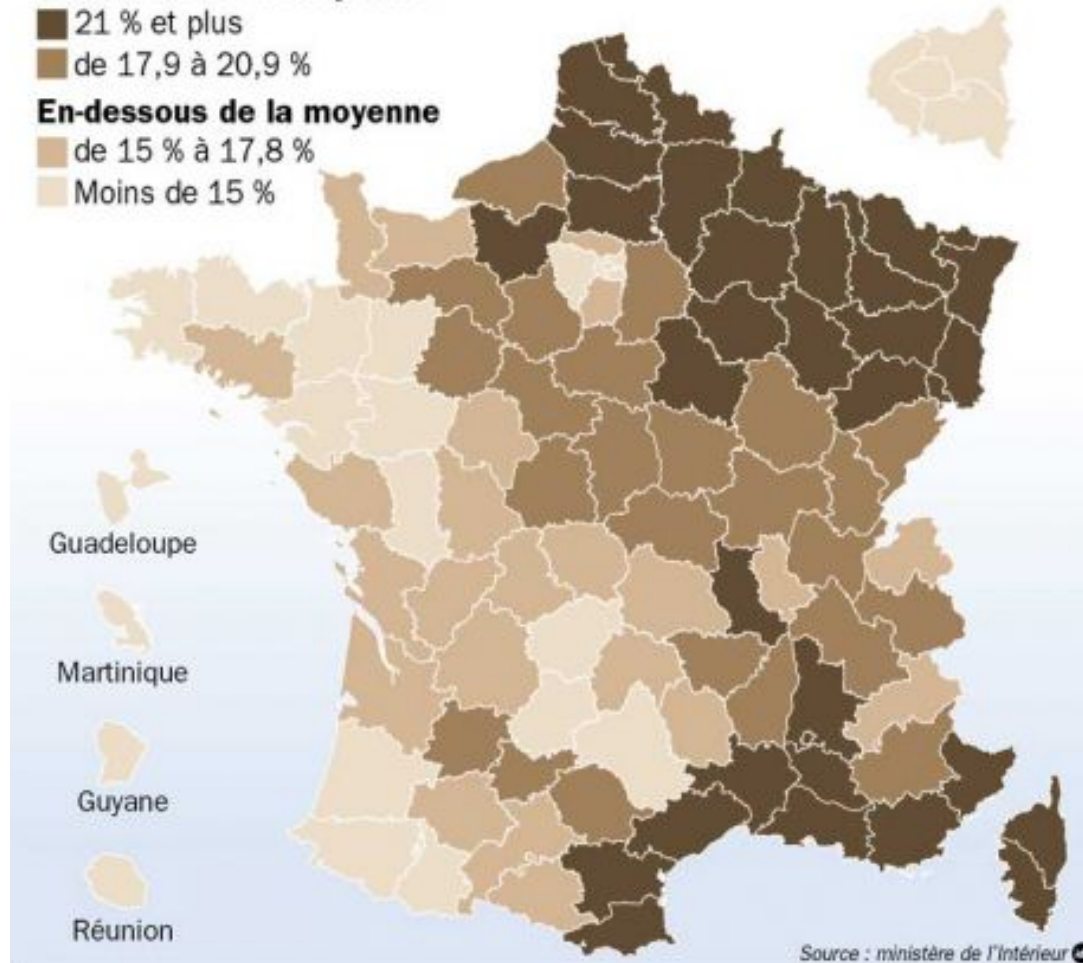 21 % et plus
de 17,9 à 20,9 %
En-dessous de la moyenne
de 15 % à 17,8 %
Moins de 15 %
Guadeloupe
Martinique
Guyane
Réunion
Source : ministère de l'Intérieur